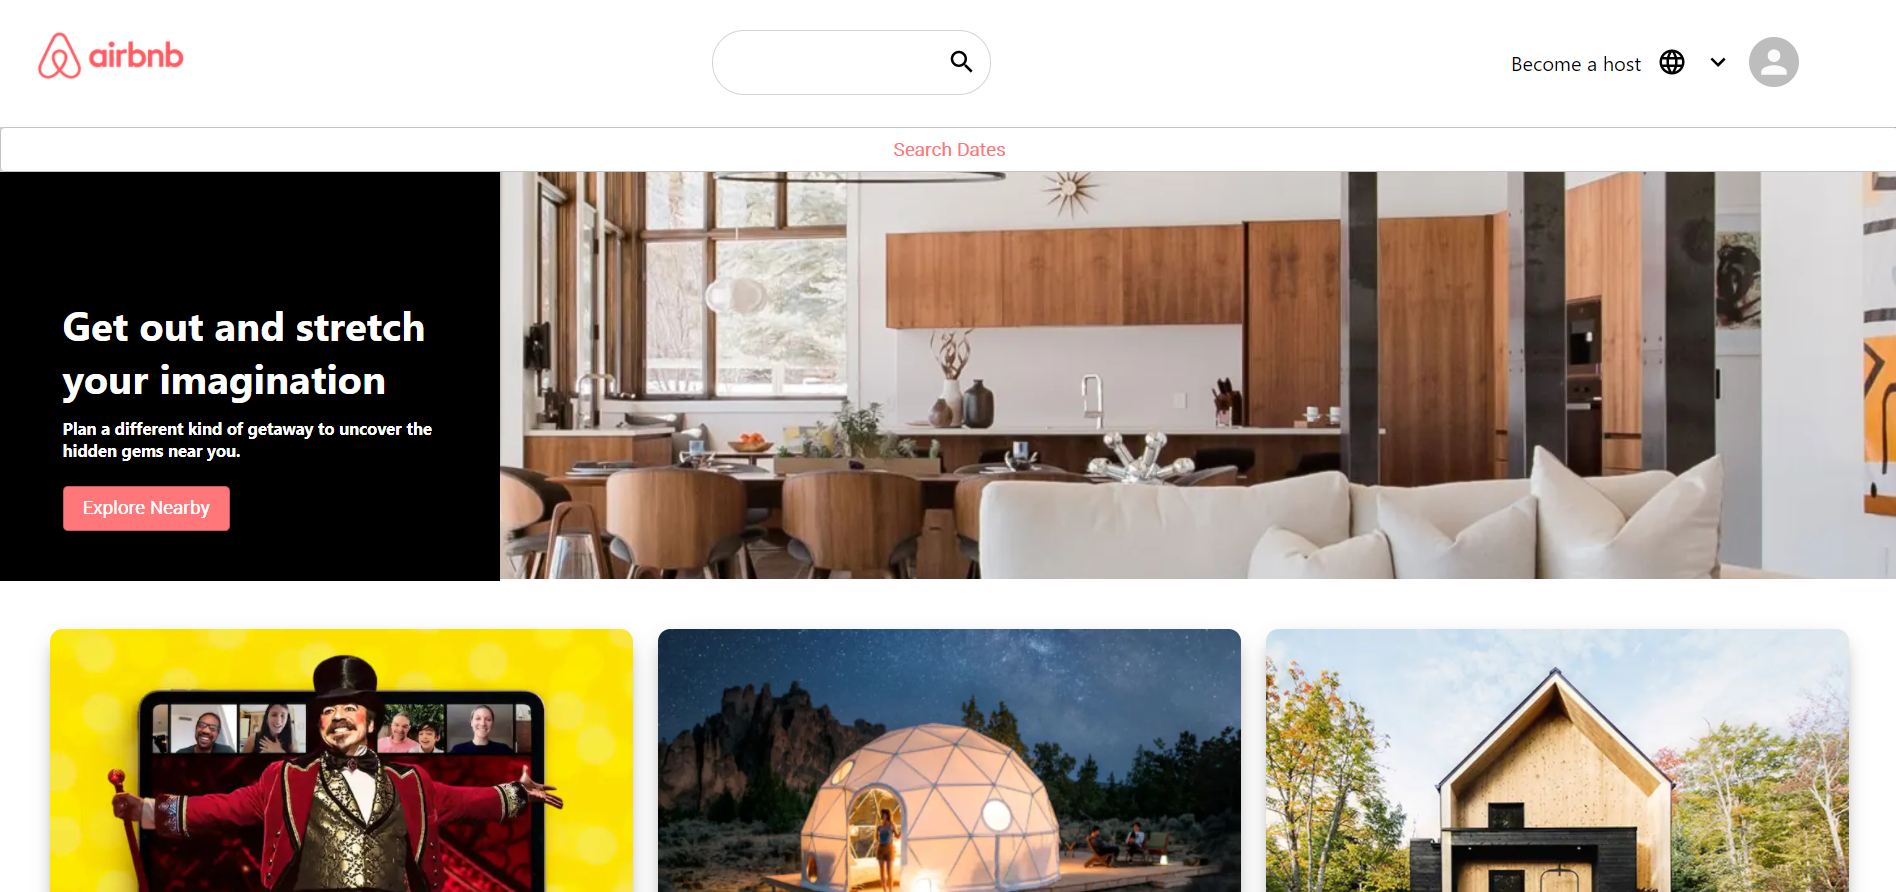 airbnb
Become a host
Search Dates
Get out and stretch
your imagination
Plan a different kind of getaway to uncover the
hidden gems near you.
Explore Nearby